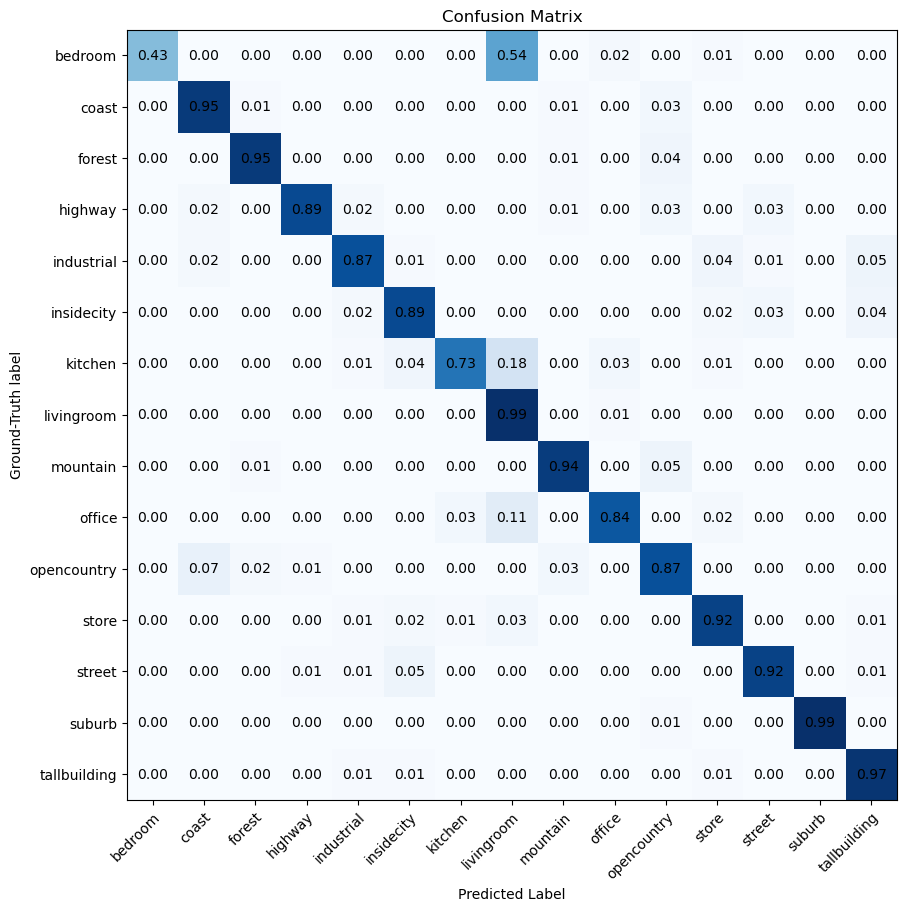 Confusion Matrix
bedroom 0.43 0.00 0.00 0.00 0.00 0.00 0.00 0.54 0.00 0.02 0.00 0.01 0.00 0.00 0.00
coast 0.00 0.95 0.01 0.00 0.00 0.00 0.00 0.00 0.01 0.00 0.03 0.00 0.00 0.00 0.00
forest 0.00 0.00 0.95 0.00 0.00 0.00 0.00 0.00 0.01 0.00 0.04 0.00 0.00 0.00 0.00
highway 0.00 0.02 0.00 0.89 0.02 0.00 0.00 0.00 0.01 0.00 0.03 0.00 0.03 0.00 0.00
industrial 0.00 0.02 0.00 0.00 0.87 0.01 0.00 0.00 0.00 0.00 0.00 0.04 0.01 0.00 0.05
insidecity 0.00 0.00 0.00 0.00 0.02 0.89 0.00 0.00 0.00 0.00 0.00 0.02 0.03 0.00 0.04
kitchen 0.00 0.00 0.00 0.00 0.01 0.04 0.73 0.18 0.00 0.03 0.00 0.01 0.00 0.00 0.00
livingroom 0.00 0.00 0.00 0.00 0.00 0.00 0.00 0.99 0.00 0.01 0.00 0.00 0.00 0.00 0.00
mountain 0.00 0.00 0.01 0.00 0.00 0.00 0.00 0.00 0.94 0.00 0.05 0.00 0.00 0.00 0.00
office 0.00 0.00 0.00 0.00 0.00 0.00 0.03 0.11 0.00 0.84 0.00 0.02 0.00 0.00 0.00
opencountry 0.00 0.07 0.02 0.01 0.00 0.00 0.00 0.00 0.03 0.00 0.87 0.00 0.00 0.00 0.00
store 0.00 0.00 0.00 0.00 0.01 0.02 0.01 0.03 0.00 0.00 0.00 0.92 0.00 0.00 0.01
street 0.00 0.00 0.00 0.01 0.01 0.05 0.00 0.00 0.00 0.00 0.00 0.00 0.92 0.00 0.01
suburb 0.00 0.00 0.00 0.00 0.00 0.00 0.00 0.00 0.00 0.00 0.01 0.00 0.00 0.99 0.00
tallbuilding 0.00 0.00 0.00 0.00 0.01 0.01 0.00 0.00 0.00 0.00 0.00 0.01 0.00 0.00 0.97
Ground-Truth label
bedroom coast forest highway industrial insidecity kitchen livingroom mountain office opencountry store street suburb tallbuilding
Predicted Label